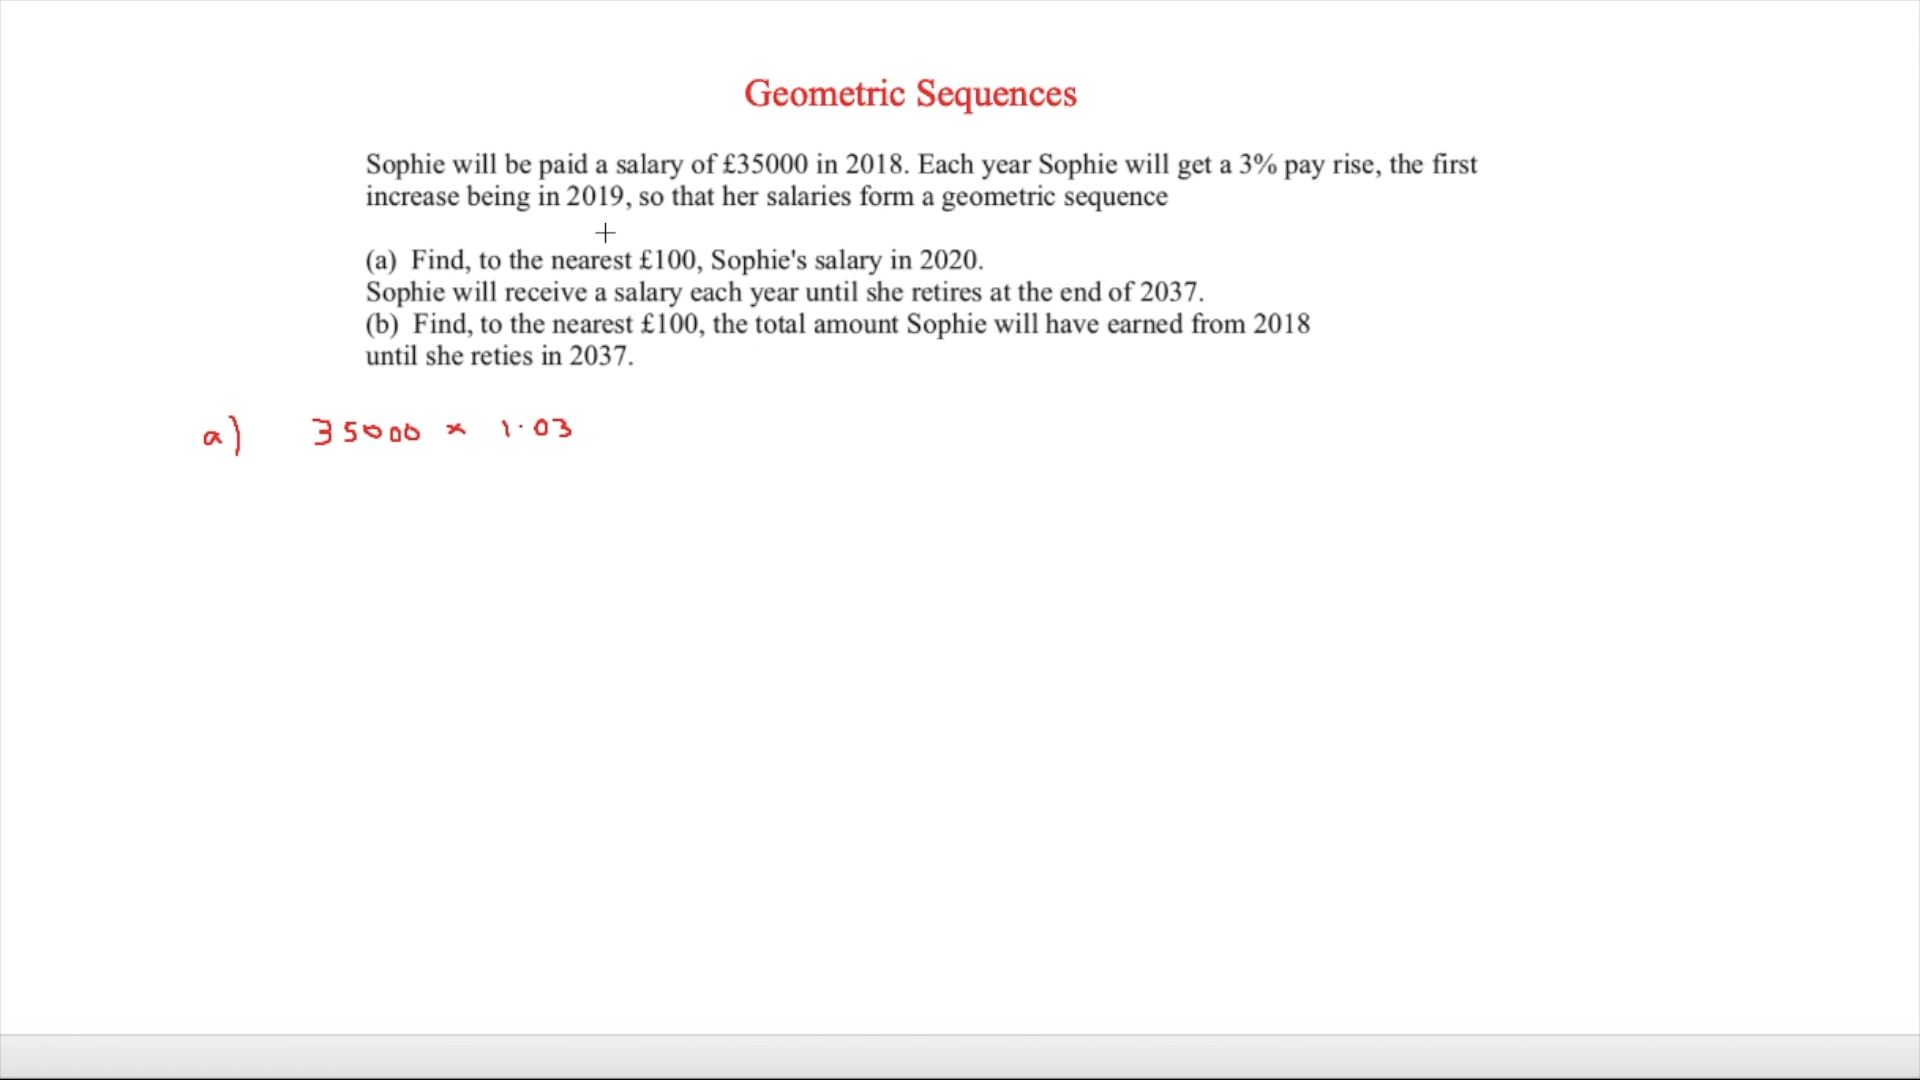 Geometric Sequences
Sophie will be paid a salary of £35000 in 2018. Each year Sophie will get a 3% pay rise, the first
increase being in 2019, so that her salaries form a geometric sequence
(a) Find, to the nearest £100, Sophie's salary in 2020.
Sophie will receive a salary each year until she retires at the end of 2037.
(b) Find, to the nearest £100, the total amount Sophie will have earned from 2018
until she reties in 2037.
a) 35000 × 1·03